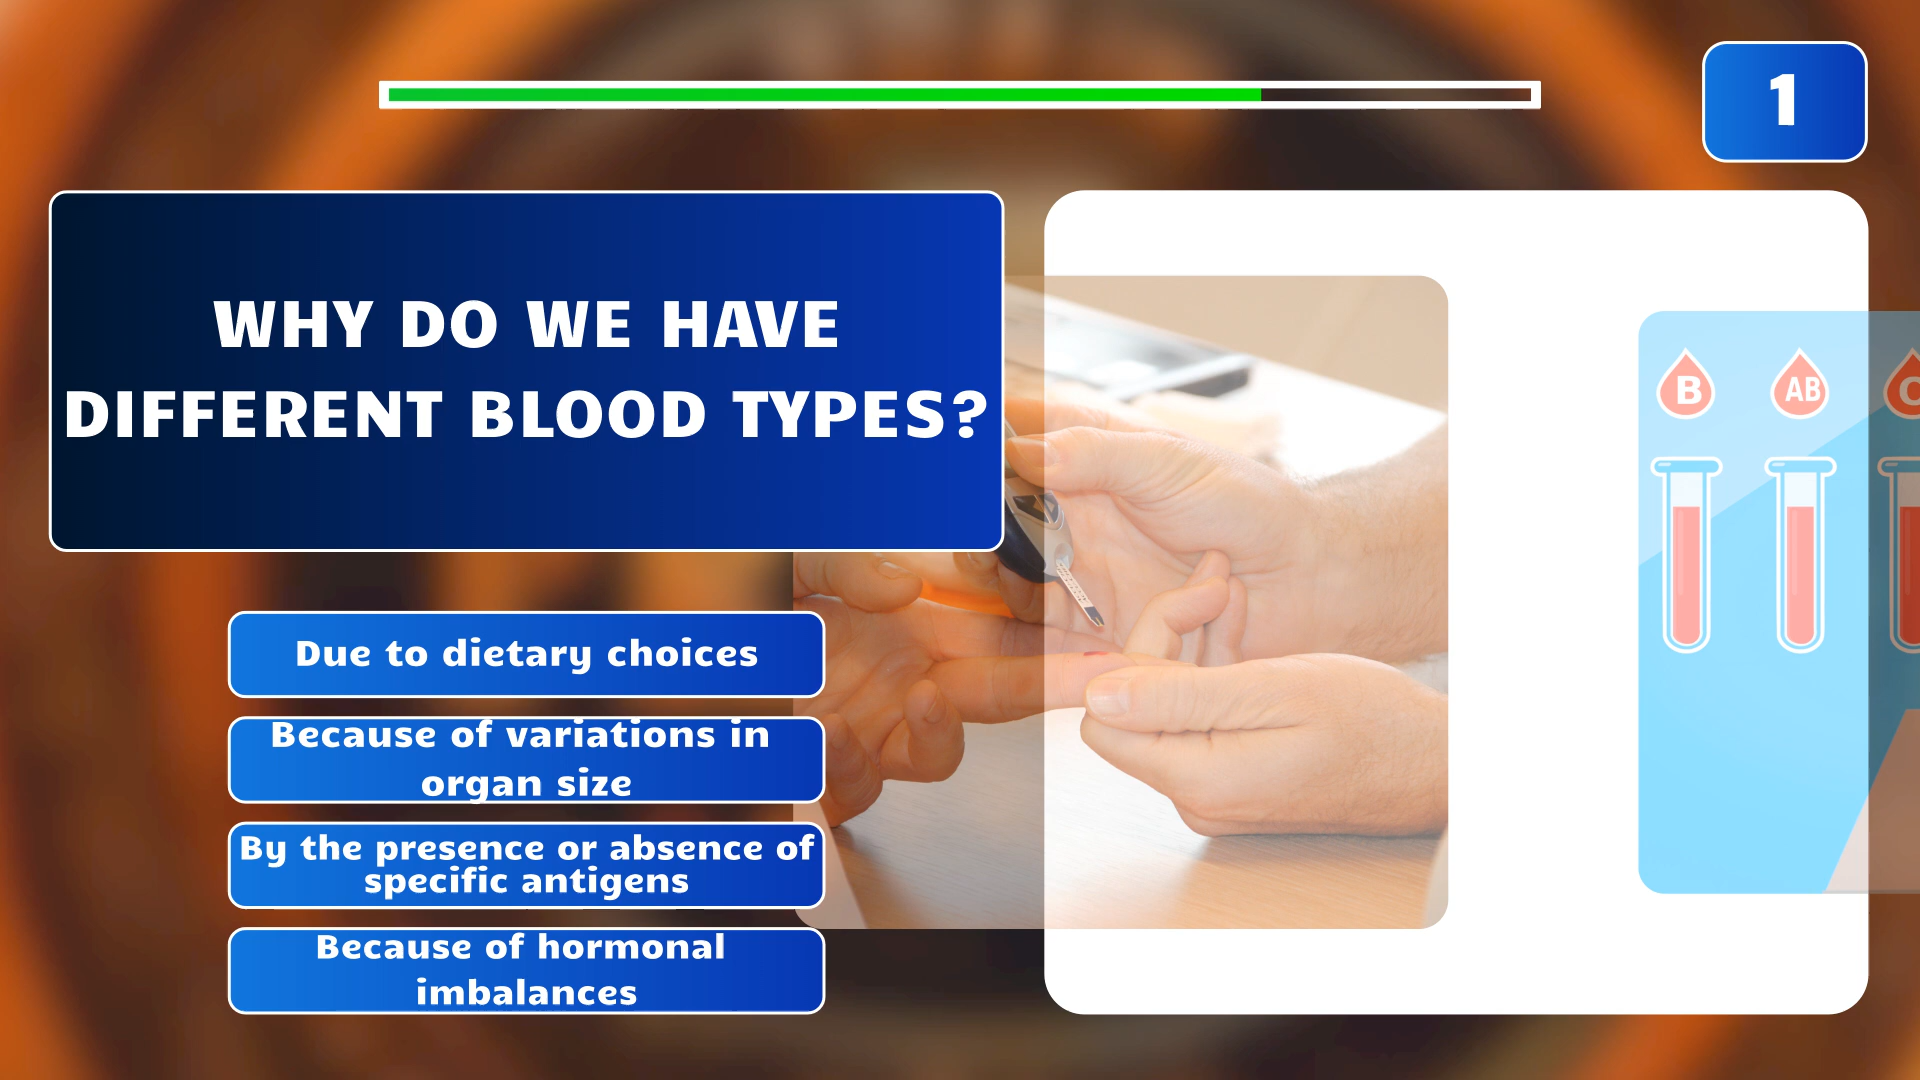 1
WHY DO WE HAVE
DIFFERENT BLOOD TYPES?
B
AB
Due to dietary choices
Because of variations in
organ size
By the presence or absence of
specific antigens
Because of hormonal
imbalances